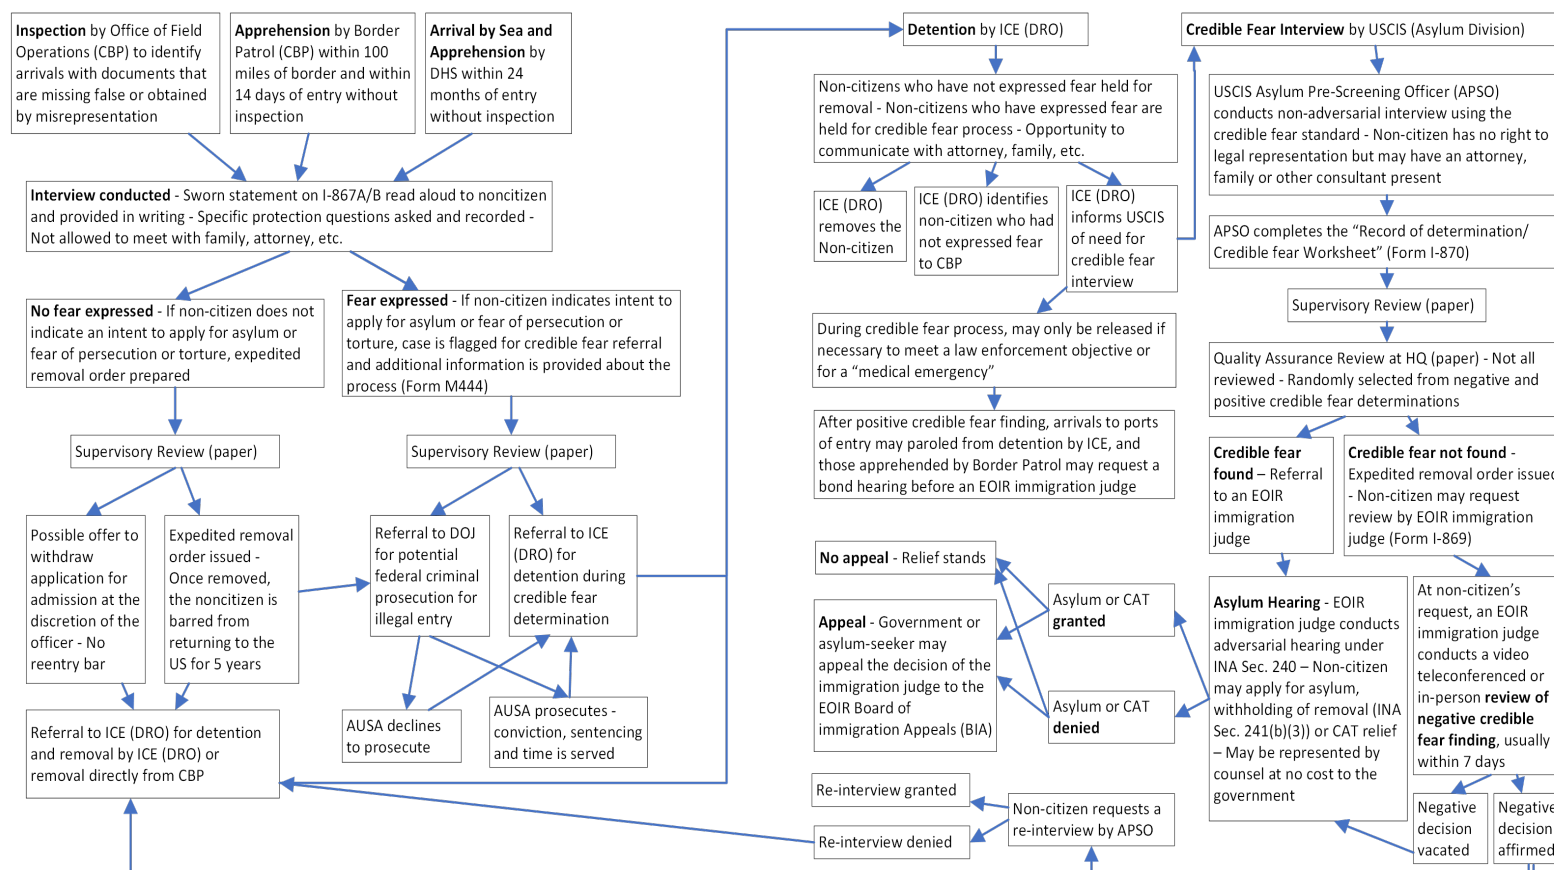 Inspection by Office of Field
Operations (CBP) to identify
arrivals with documents that
are missing false or obtained
by misrepresentation
Apprehension by Border
Patrol (CBP) within 100
miles of border and within
14 days of entry without
inspection
Arrival by Sea and
Apprehension by
DHS within 24
months of entry
without inspection
Interview conducted - Sworn statement on I-867A/B read aloud to noncitizen
and provided in writing - Specific protection questions asked and recorded -
Not allowed to meet with family, attorney, etc.
No fear expressed - If non-citizen does not
indicate an intent to apply for asylum or
fear of persecution or torture, expedited
removal order prepared
Fear expressed - If non-citizen indicates intent to
apply for asylum or fear of persecution or
torture, case is flagged for credible fear referral
and additional information is provided about the
process (Form M444)
Supervisory Review (paper)
Supervisory Review (paper)
Possible offer to
withdraw
application for
admission at the
discretion of the
officer - No
reentry bar
Expedited removal
order issued -
Once removed,
the noncitizen is
barred from
returning to the
US for 5 years
Referral to DOJ
for potential
federal criminal
prosecution for
illegal entry
Referral to ICE
(DRO) for
detention during
credible fear
determination
AUSA declines
to prosecute
AUSA prosecutes -
conviction, sentencing
and time is served
Referral to ICE (DRO) for detention
and removal by ICE (DRO) or
removal directly from CBP
Detention by ICE (DRO)
Non-citizens who have not expressed fear held for
removal - Non-citizens who have expressed fear are
held for credible fear process - Opportunity to
communicate with attorney, family, etc.
ICE (DRO)
removes the
Non-citizen
ICE (DRO) identifies
non-citizen who had
not expressed fear
to CBP
ICE (DRO)
informs USCIS
of need for
credible fear
interview
During credible fear process, may only be released if
necessary to meet a law enforcement objective or
for a “medical emergency”
After positive credible fear finding, arrivals to ports
of entry may paroled from detention by ICE, and
those apprehended by Border Patrol may request a
bond hearing before an EOIR immigration judge
No appeal - Relief stands
Appeal - Government or
asylum-seeker may
appeal the decision of the
immigration judge to the
EOIR Board of
immigration Appeals (BIA)
Asylum or CAT
granted
Asylum or CAT
denied
Re-interview granted
Re-interview denied
Non-citizen requests a
re-interview by APSO
Credible Fear Interview by USCIS (Asylum Division)
USCIS Asylum Pre-Screening Officer (APSO)
conducts non-adversarial interview using the
credible fear standard - Non-citizen has no right to
legal representation but may have an attorney,
family or other consultant present
APSO completes the “Record of determination/
Credible fear Worksheet” (Form I-870)
Supervisory Review (paper)
Quality Assurance Review at HQ (paper) - Not all
reviewed - Randomly selected from negative and
positive credible fear determinations
Credible fear
found – Referral
to an EOIR
immigration
judge
Credible fear not found -
Expedited removal order issued
- Non-citizen may request
review by EOIR immigration
judge (Form I-869)
Asylum Hearing - EOIR
immigration judge conducts
adversarial hearing under
INA Sec. 240 – Non-citizen
may apply for asylum,
withholding of removal (INA
Sec. 241(b)(3)) or CAT relief
– May be represented by
counsel at no cost to the
government
At non-citizen’s
request, an EOIR
immigration judge
conducts a video
teleconferenced or
in-person review of
negative credible
fear finding, usually
within 7 days
Negative
decision
vacated
Negative
decision
affirmed